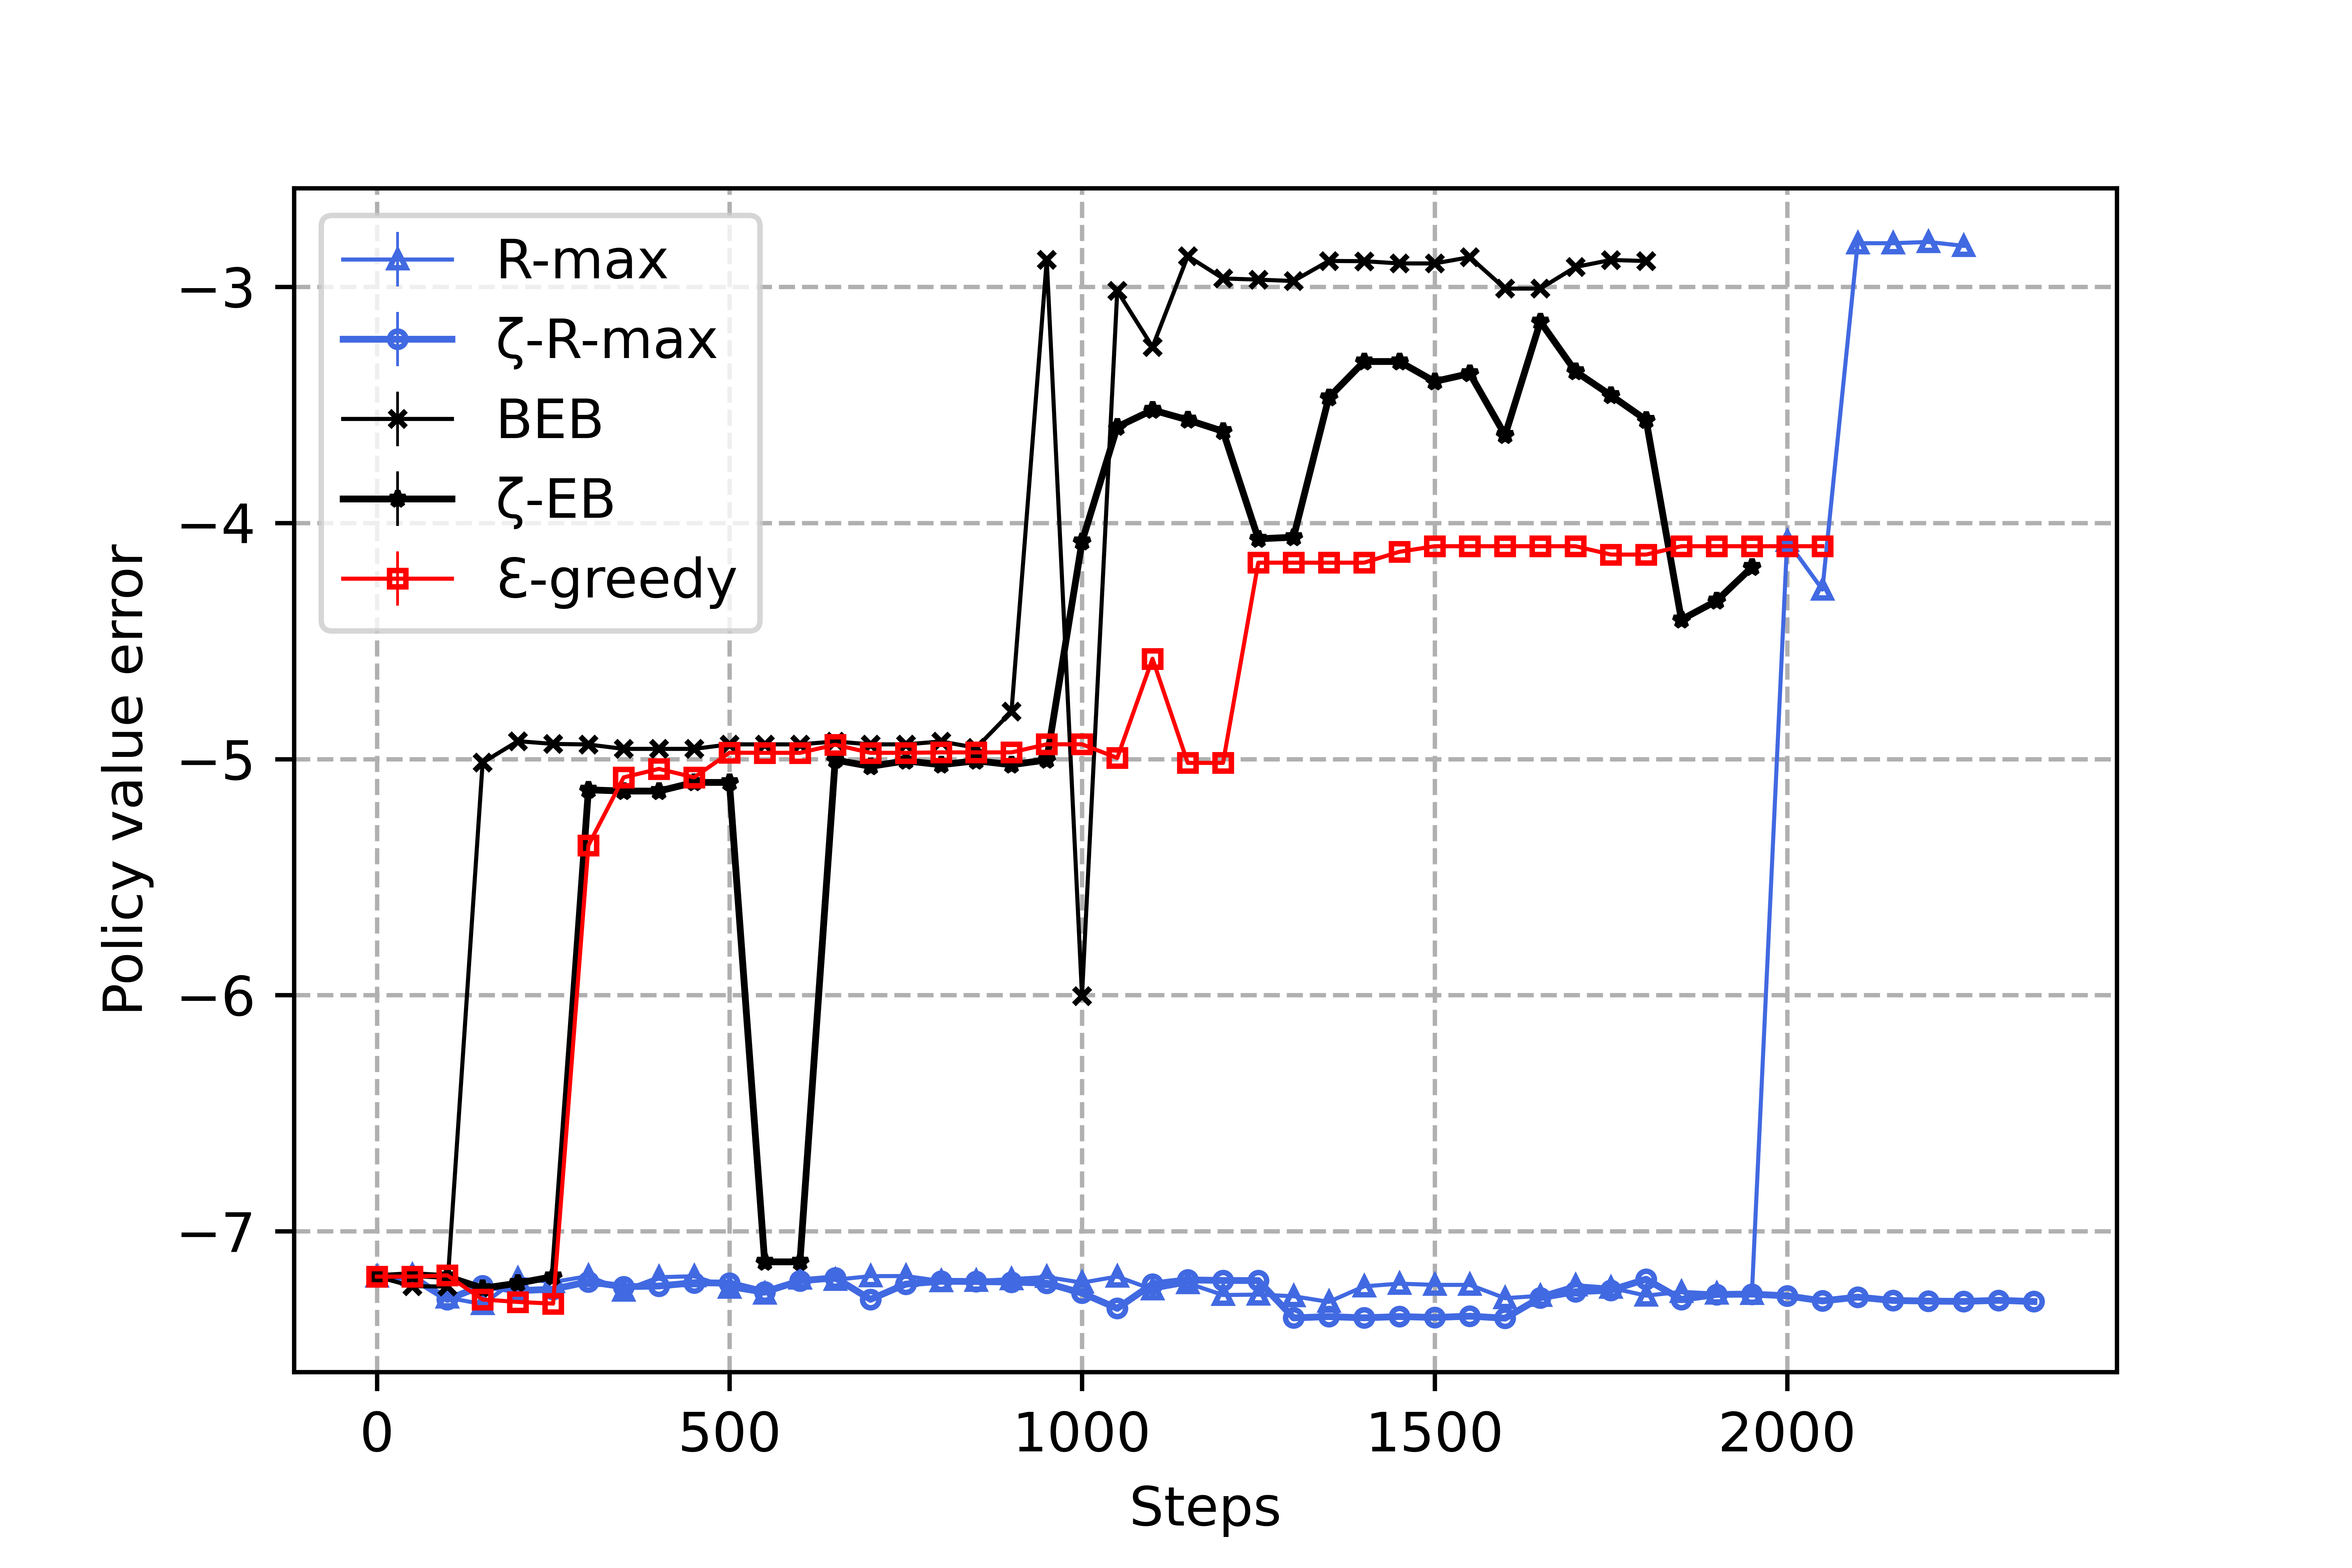 R-max
ζ-R-max
BEB
ζ-EB
Ɛ-greedy
−3
−4
−5
−6
−7
Policy value error
0 500 1000 1500 2000
Steps